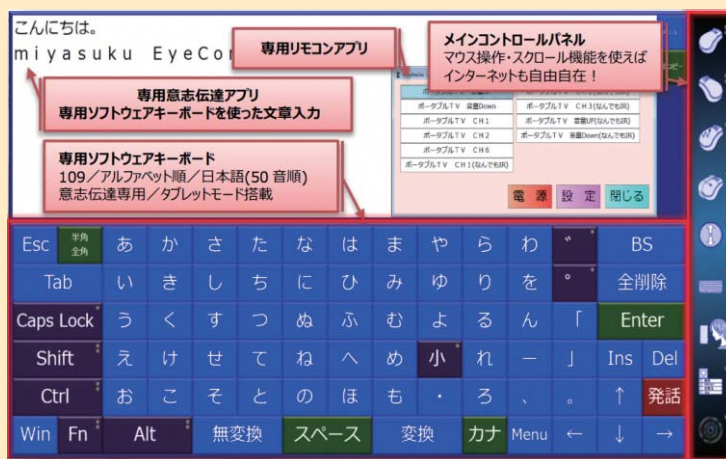 こんにちは。
miyasuku EyeCon
専用リモコンアプリ
メインコントロールパネル
マウス操作・スクロール機能を使えば
インターネットも自由自在！
専用意志伝達アプリ
専用ソフトウェアキーボードを使った文章入力
専用ソフトウェアキーボード
109／アルファベット順／日本語(50音順)
意志伝達専用／タブレットモード搭載
ポータブルTV 音量Down
ポータブルTV CH3(なんでもIR)
ポータブルTV CH1
ポータブルTV 音量UP(なんでもIR)
ポータブルTV CH2
ポータブルTV 音量Down(なんでもIR)
ポータブルTV CH6
ポータブルTV CH1(なんでもIR)
電源 設定 閉じる
Esc 半角 全角 あ か さ た な は ま や ら わ ゛ BS
Tab い き し ち に ひ み ゆ り を ゜ 全削除
Caps Lock う く す つ ぬ ふ む よ る ん 「 Enter
Shift え け せ て ね へ め 小 れ ー 」 Ins Del
Ctrl お こ そ と の ほ も ・ ろ 、 。 ↑ 発話
Win Fn Alt 無変換 スペース 変換 カナ Menu ← ↓ →